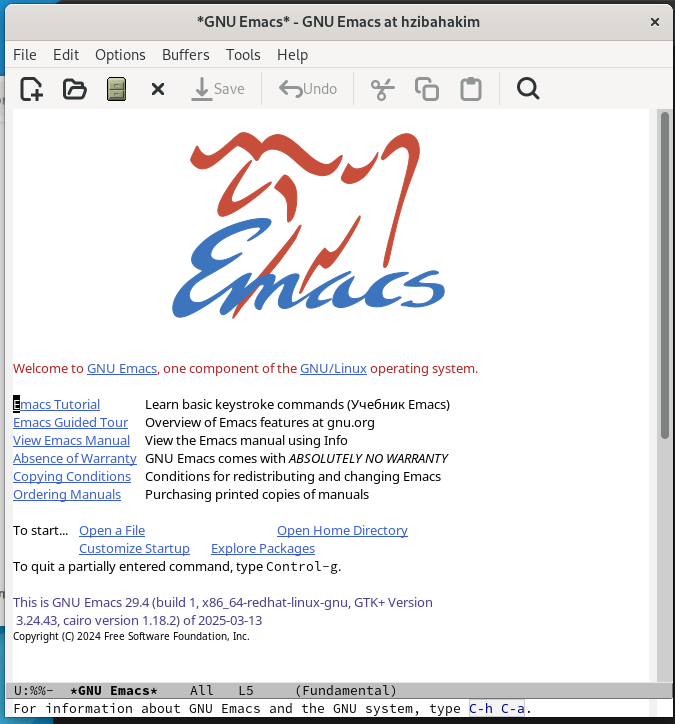 *GNU Emacs* - GNU Emacs at hzibahakim
File Edit Options Buffers Tools Help
Save Undo
Emacs
Welcome to GNU Emacs, one component of the GNU/Linux operating system.
Emacs Tutorial Learn basic keystroke commands (Учебник Emacs)
Emacs Guided Tour Overview of Emacs features at gnu.org
View Emacs Manual View the Emacs manual using Info
Absence of Warranty GNU Emacs comes with ABSOLUTELY NO WARRANTY
Copying Conditions Conditions for redistributing and changing Emacs
Ordering Manuals Purchasing printed copies of manuals
To start... Open a File Open Home Directory
Customize Startup Explore Packages
To quit a partially entered command, type Control-g.
This is GNU Emacs 29.4 (build 1, x86_64-redhat-linux-gnu, GTK+ Version
3.24.43, cairo version 1.18.2) of 2025-03-13
Copyright (C) 2024 Free Software Foundation, Inc.
U:%%- *GNU Emacs* All L5 (Fundamental)
For information about GNU Emacs and the GNU system, type C-h C-a.